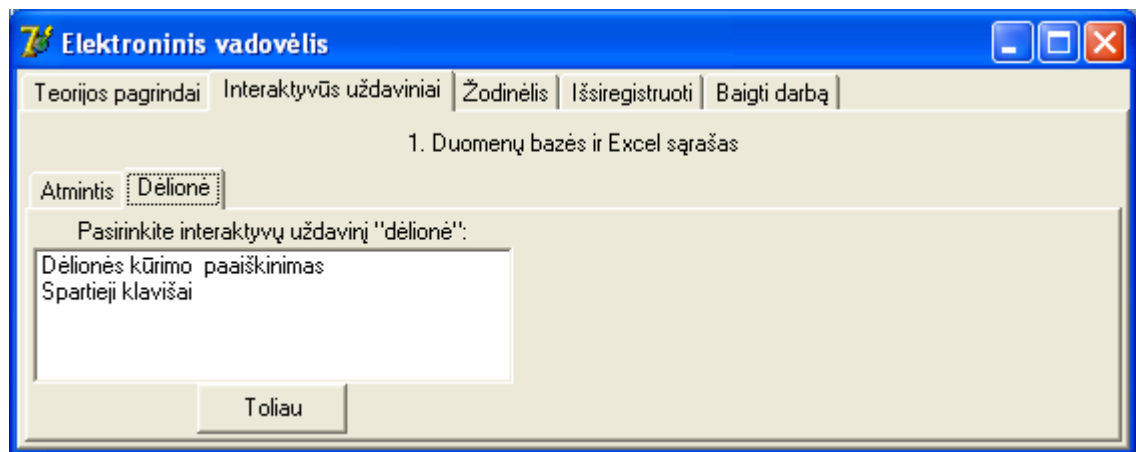 Elektroninis vadovėlis
Teorijos pagrindai Interaktyvūs uždaviniai Žodinėlis Išsiregistruoti Baigti darbą
1. Duomenų bazės ir Excel sąrašas
Atmintis Dėlionė
Pasirinkite interaktyvų uždavinį "dėlionė":
Dėlionės kūrimo  paaiškinimas
Spartieji klavišai
Toliau